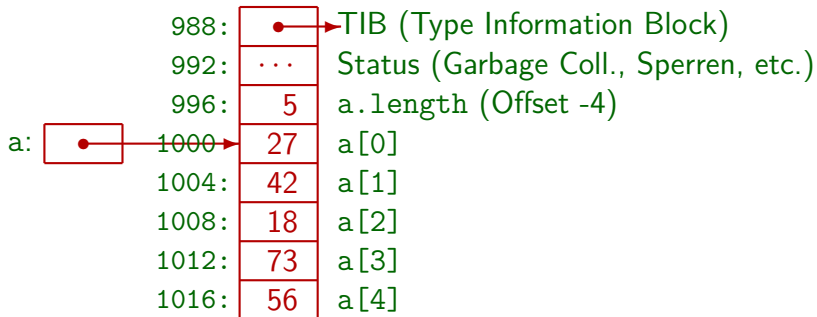 988: TIB (Type Information Block)
992: ··· Status (Garbage Coll., Sperren, etc.)
996: 5 a.length (Offset -4)
a: 1000: 27 a[0]
1004: 42 a[1]
1008: 18 a[2]
1012: 73 a[3]
1016: 56 a[4]